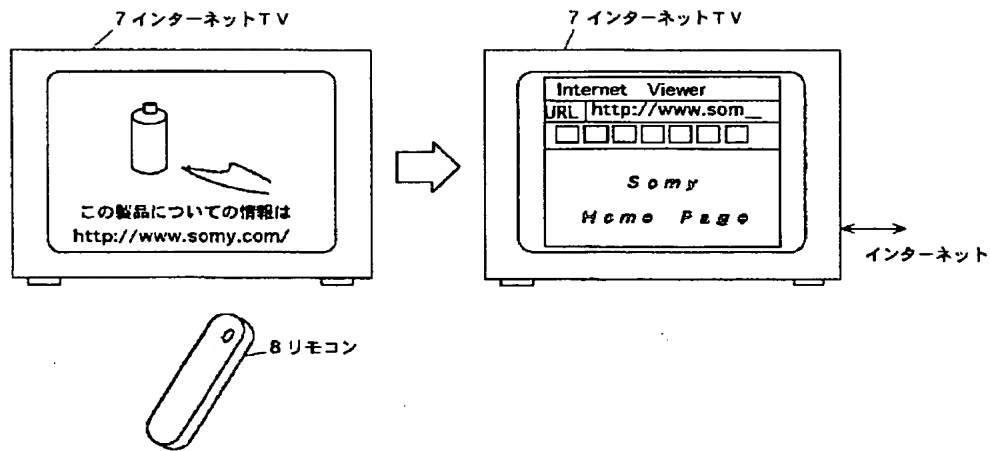 7 インターネットTV
この製品についての情報は
http://www.somy.com/
8 リモコン
7 インターネットTV
Internet Viewer
URL http://www.som_
Somy
Home Page
インターネット